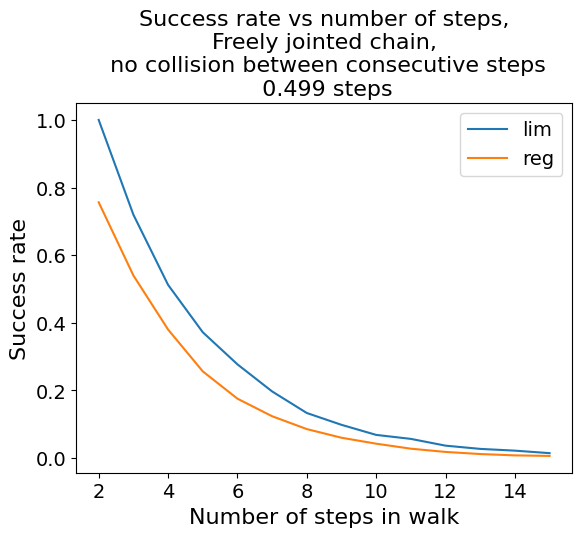 Success rate vs number of steps,
Freely jointed chain,
no collision between consecutive steps
0.499 steps
lim
reg
Success rate
1.0
0.8
0.6
0.4
0.2
0.0
2 4 6 8 10 12 14
Number of steps in walk